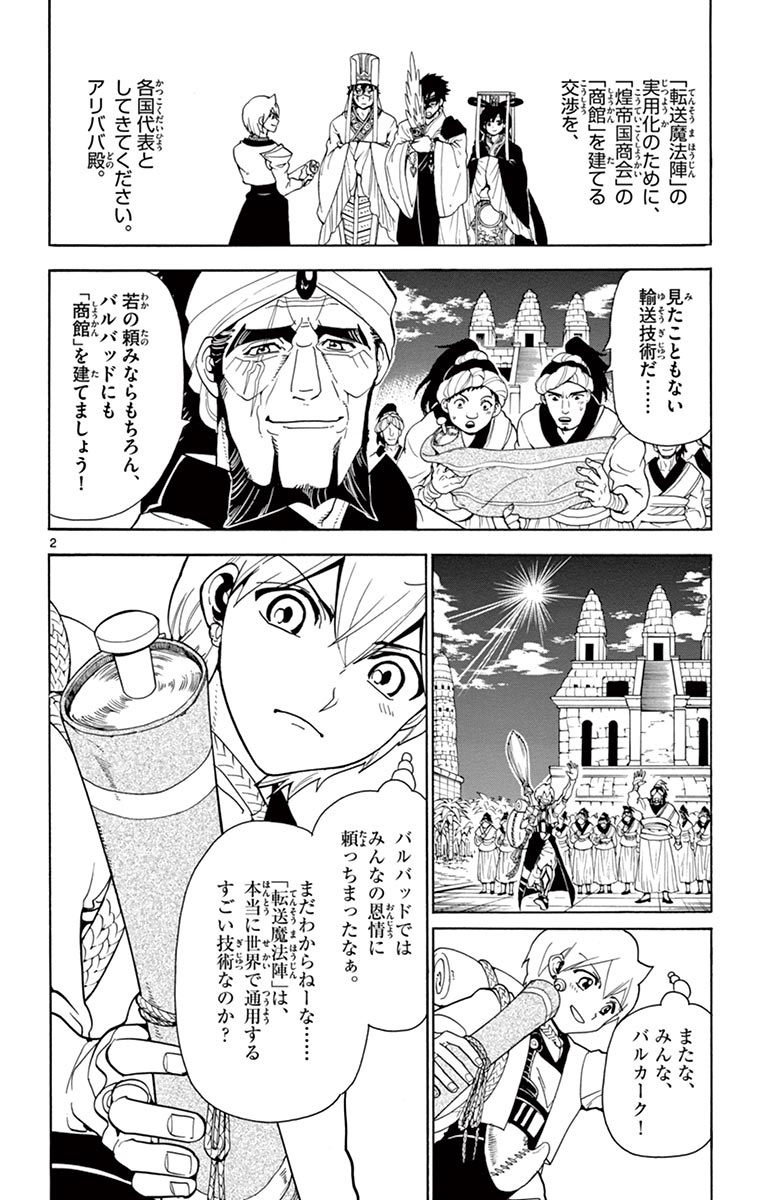 「転送魔法陣」の
実用化のために、
「煌帝国商会」の
「商館」を建てる
交渉を、
各国代表と
してきてください。
アリババ殿。
見たこともない
輸送技術だ……
若の頼みならもちろん、
バルバッドにも
「商館」を建てましょう!
2
またな、
みんな、
バルカーク!
バルバッドでは
みんなの恩情に
頼っちまったなぁ。
まだわからねーな……
「転送魔法陣」は、
本当に世界で通用する
すごい技術なのか?